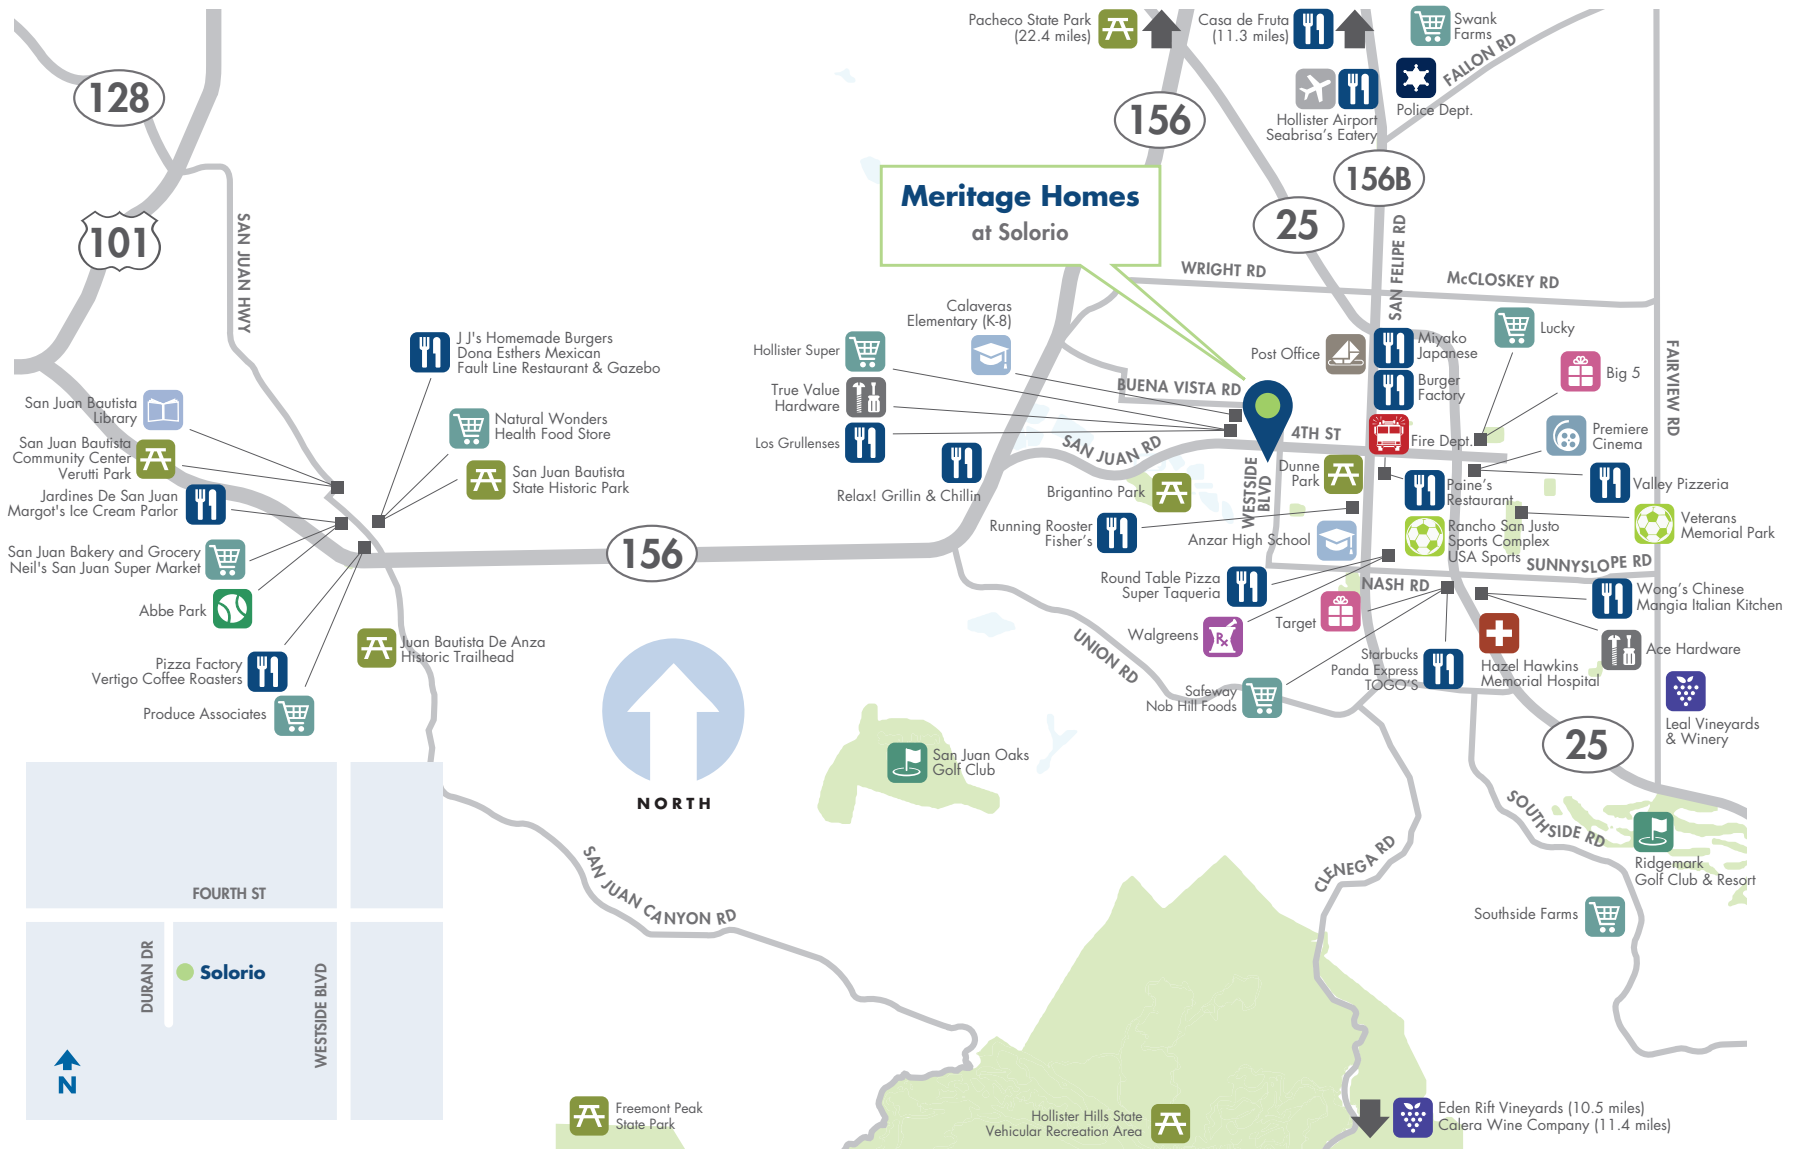 Pacheco State Park
(22.4 miles)
Casa de Fruta
(11.3 miles)
Swank
Farms
FALLON RD
128
156
Hollister Airport
Seabrisa's Eatery
Police Dept.
156B
Meritage Homes
at Solorio
25
101
SAN JUAN HWY
SAN FELIPE RD
WRIGHT RD
McCLOSKEY RD
Calaveras
Elementary (K-8)
Hollister Super
True Value
Hardware
Los Grullenses
Relax! Grillin & Chillin
BUENA VISTA RD
Post Office
Miyako
Japanese
Burger
Factory
Lucky
Big 5
FAIRVIEW RD
J J's Homemade Burgers
Dona Esthers Mexican
Fault Line Restaurant & Gazebo
San Juan Bautista
Library
Natural Wonders
Health Food Store
San Juan Bautista
Community Center
Verutti Park
San Juan Bautista
State Historic Park
Jardines De San Juan
Margot's Ice Cream Parlor
San Juan Bakery and Grocery
Neil's San Juan Super Market
Abbe Park
Pizza Factory
Vertigo Coffee Roasters
Produce Associates
Juan Bautista De Anza
Historic Trailhead
156
SAN JUAN RD
4TH ST
Fire Dept.
Premiere
Cinema
WESTSIDE
BLVD
Dunne
Park
Paine's
Restaurant
Valley Pizzeria
Brigantino Park
Running Rooster
Fisher's
Anzar High School
Rancho San Justo
Sports Complex
USA Sports
Veterans
Memorial Park
SUNNYSLOPE RD
NASH RD
Round Table Pizza
Super Taqueria
Walgreens
Target
Wong's Chinese
Mangia Italian Kitchen
Ace Hardware
Starbucks
Panda Express
TOGO'S
Hazel Hawkins
Memorial Hospital
UNION RD
Safeway
Nob Hill Foods
Leal Vineyards
& Winery
25
NORTH
San Juan Oaks
Golf Club
SOUTHSIDE RD
Ridgemark
Golf Club & Resort
CLENEGA RD
SAN JUAN CANYON RD
Southside Farms
FOURTH ST
DURAN DR
Solorio
WESTSIDE BLVD
N
Freemont Peak
State Park
Hollister Hills State
Vehicular Recreation Area
Eden Rift Vineyards (10.5 miles)
Calera Wine Company (11.4 miles)
Rx